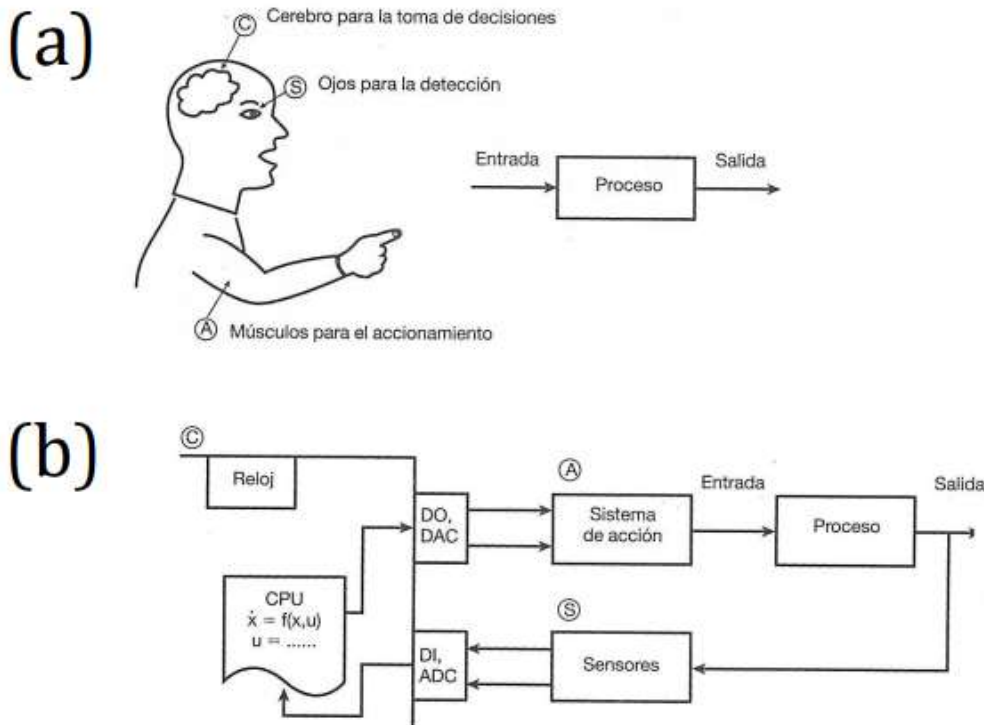 (a)
C Cerebro para la toma de decisiones
S Ojos para la detección
Entrada
Proceso
Salida
A Músculos para el accionamiento
(b)
C
Reloj
DO,
DAC
A
Sistema
de acción
Entrada
Proceso
Salida
CPU
ẋ = f(x,u)
u = ......
DI,
ADC
S
Sensores